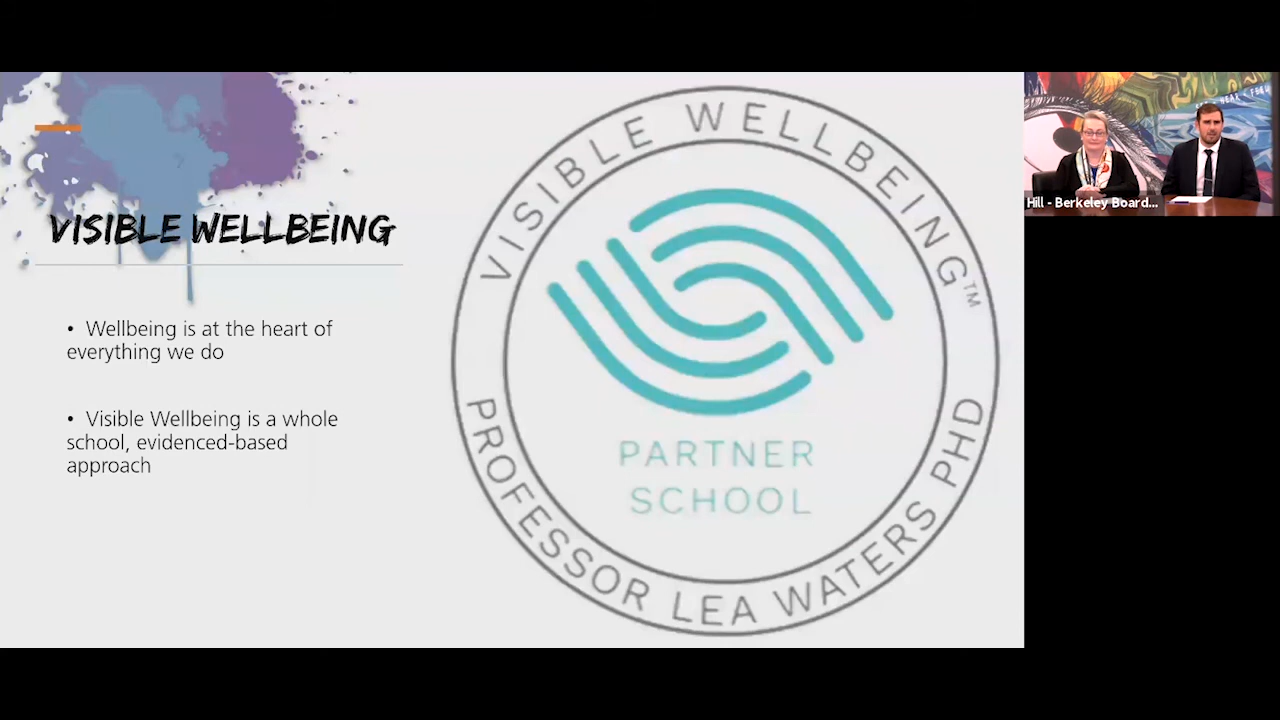 VISIBLE WELLBEING
• Wellbeing is at the heart of
everything we do
• Visible Wellbeing is a whole
school, evidenced-based
approach
VISIBLE WELLBEING™
PARTNER
SCHOOL
PROFESSOR LEA WATERS PHD
Hill - Berkeley Board...